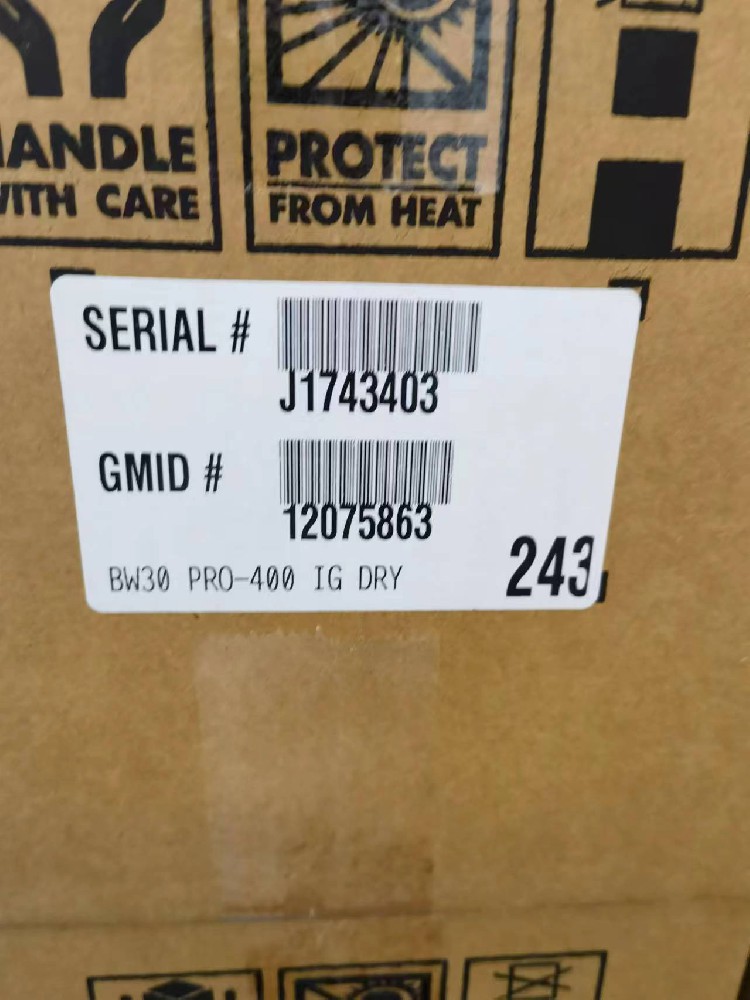 HANDLE
WITH CARE
PROTECT
FROM HEAT
SERIAL #
J1743403
GMID #
12075863
BW30 PRO-400 IG DRY
243